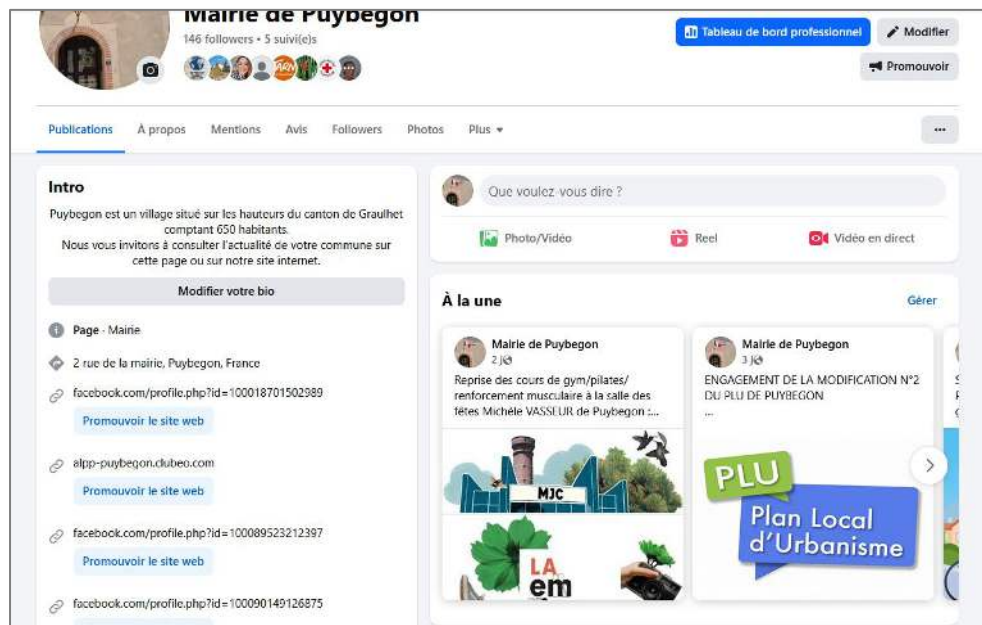 Mairie de Puybegon
146 followers • 5 suivi(e)s
TARN
Tableau de bord professionnel
Modifier
Promouvoir
Publications
À propos
Mentions
Avis
Followers
Photos
Plus
Intro
Puybegon est un village situé sur les hauteurs du canton de Graulhet
comptant 650 habitants.
Nous vous invitons à consulter l'actualité de votre commune sur
cette page ou sur notre site internet.
Modifier votre bio
Page · Mairie
2 rue de la mairie, Puybegon, France
facebook.com/profile.php?id=100018701502989
Promouvoir le site web
alpp-puybegon.clubeo.com
Promouvoir le site web
facebook.com/profile.php?id=100089523212397
Promouvoir le site web
facebook.com/profile.php?id=100090149126875
Que voulez-vous dire ?
Photo/Vidéo
Reel
Vidéo en direct
À la une
Gérer
Mairie de Puybegon
2 j
Reprise des cours de gym/pilates/
renforcement musculaire à la salle des
fêtes Michèle VASSEUR de Puybegon :...
MJC
LA
em
Mairie de Puybegon
3 j
ENGAGEMENT DE LA MODIFICATION N°2
DU PLU DE PUYBEGON
...
PLU
Plan Local
d'Urbanisme